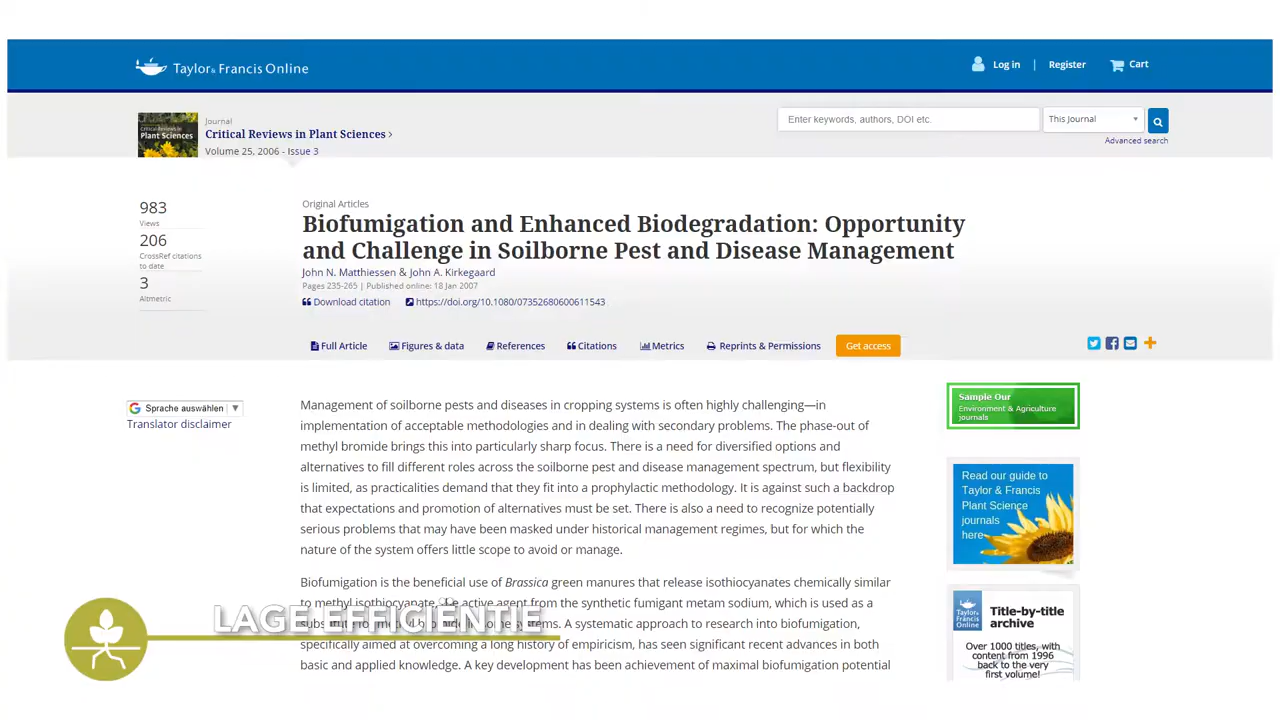 Taylor & Francis Online
Log in | Register Cart
Critical Reviews in
Plant Sciences
Journal
Critical Reviews in Plant Sciences ›
Volume 25, 2006 - Issue 3
Enter keywords, authors, DOI etc.
This Journal
Advanced search
983
Views
206
CrossRef citations
to date
3
Altmetric
Original Articles
Biofumigation and Enhanced Biodegradation: Opportunity
and Challenge in Soilborne Pest and Disease Management
John N. Matthiessen & John A. Kirkegaard
Pages 235-265 | Published online: 18 Jan 2007
Download citation https://doi.org/10.1080/07352680600611543
Full Article Figures & data References Citations Metrics Reprints & Permissions Get access
Sprache auswählen
Translator disclaimer
Management of soilborne pests and diseases in cropping systems is often highly challenging—in
implementation of acceptable methodologies and in dealing with secondary problems. The phase-out of
methyl bromide brings this into particularly sharp focus. There is a need for diversified options and
alternatives to fill different roles across the soilborne pest and disease management spectrum, but flexibility
is limited, as practicalities demand that they fit into a prophylactic methodology. It is against such a backdrop
that expectations and promotion of alternatives must be set. There is also a need to recognize potentially
serious problems that may have been masked under historical management regimes, but for which the
nature of the system offers little scope to avoid or manage.
Biofumigation is the beneficial use of Brassica green manures that release isothiocyanates chemically similar
to methyl isothiocyanate, the active agent from the synthetic fumigant metam sodium, which is used as a
systems. A systematic approach to research into biofumigation,
specifically aimed at overcoming a long history of empiricism, has seen significant recent advances in both
basic and applied knowledge. A key development has been achievement of maximal biofumigation potential
Sample Our
Environment & Agriculture
journals
Read our guide to
Taylor & Francis
Plant Science
journals
here
Taylor & Francis Online
Title-by-title
archive
Over 1000 titles, with
content from 1996
back to the very
first volume!
LAGE EFFICIËNTIE